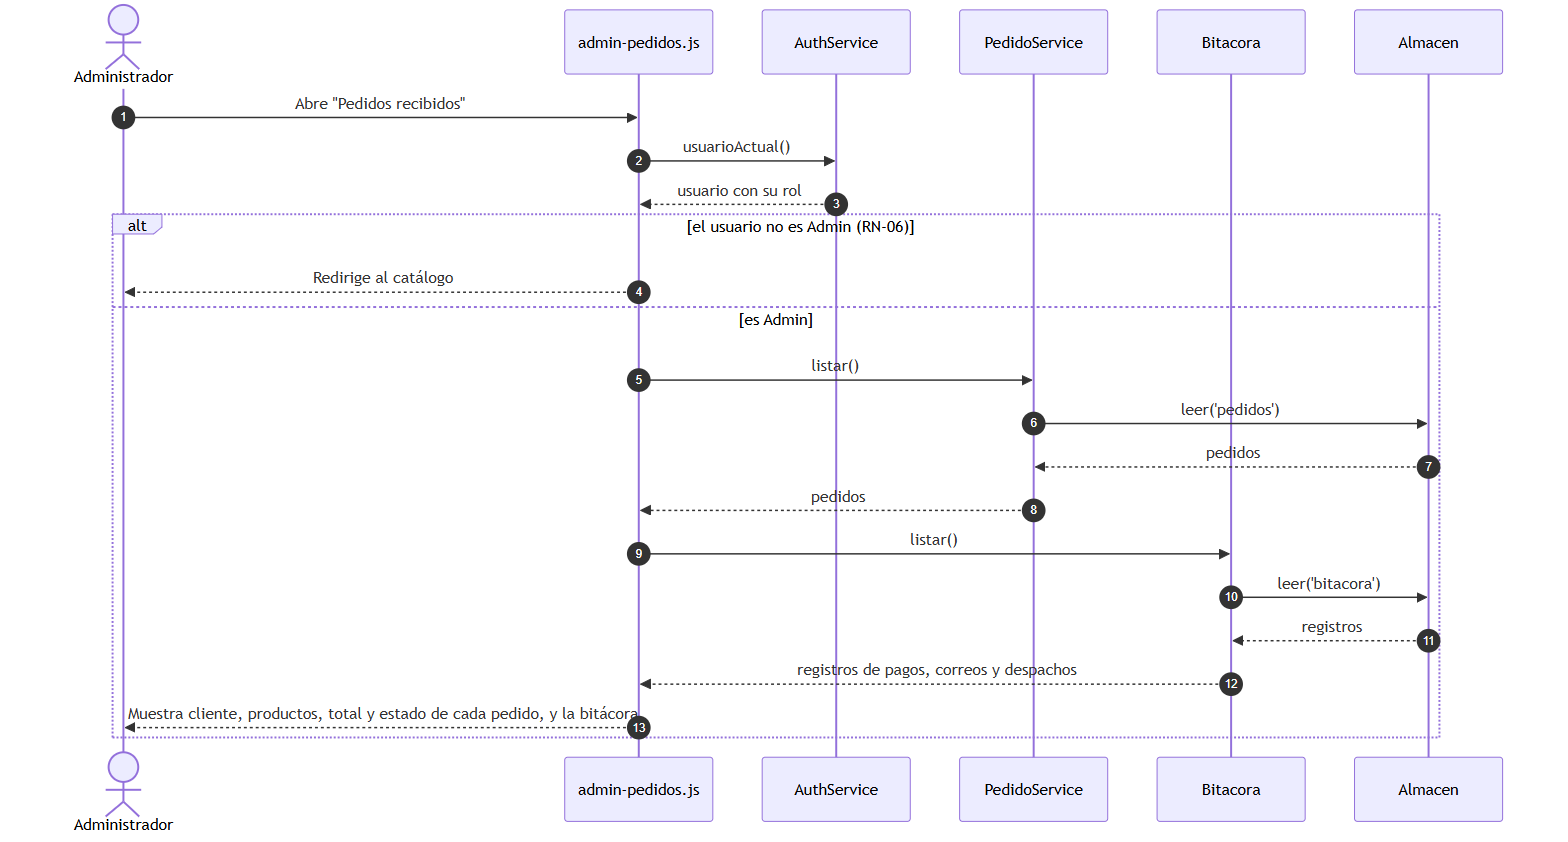 Administrador
admin-pedidos.js
AuthService
PedidoService
Bitacora
Almacen
Abre "Pedidos recibidos"
1
usuarioActual()
2
usuario con su rol
3
alt
[el usuario no es Admin (RN-06)]
Redirige al catálogo
4
[es Admin]
listar()
5
leer('pedidos')
6
pedidos
7
pedidos
8
listar()
9
leer('bitacora')
10
registros
11
registros de pagos, correos y despachos
12
Muestra cliente, productos, total y estado de cada pedido, y la bitácora
13
Administrador
admin-pedidos.js
AuthService
PedidoService
Bitacora
Almacen